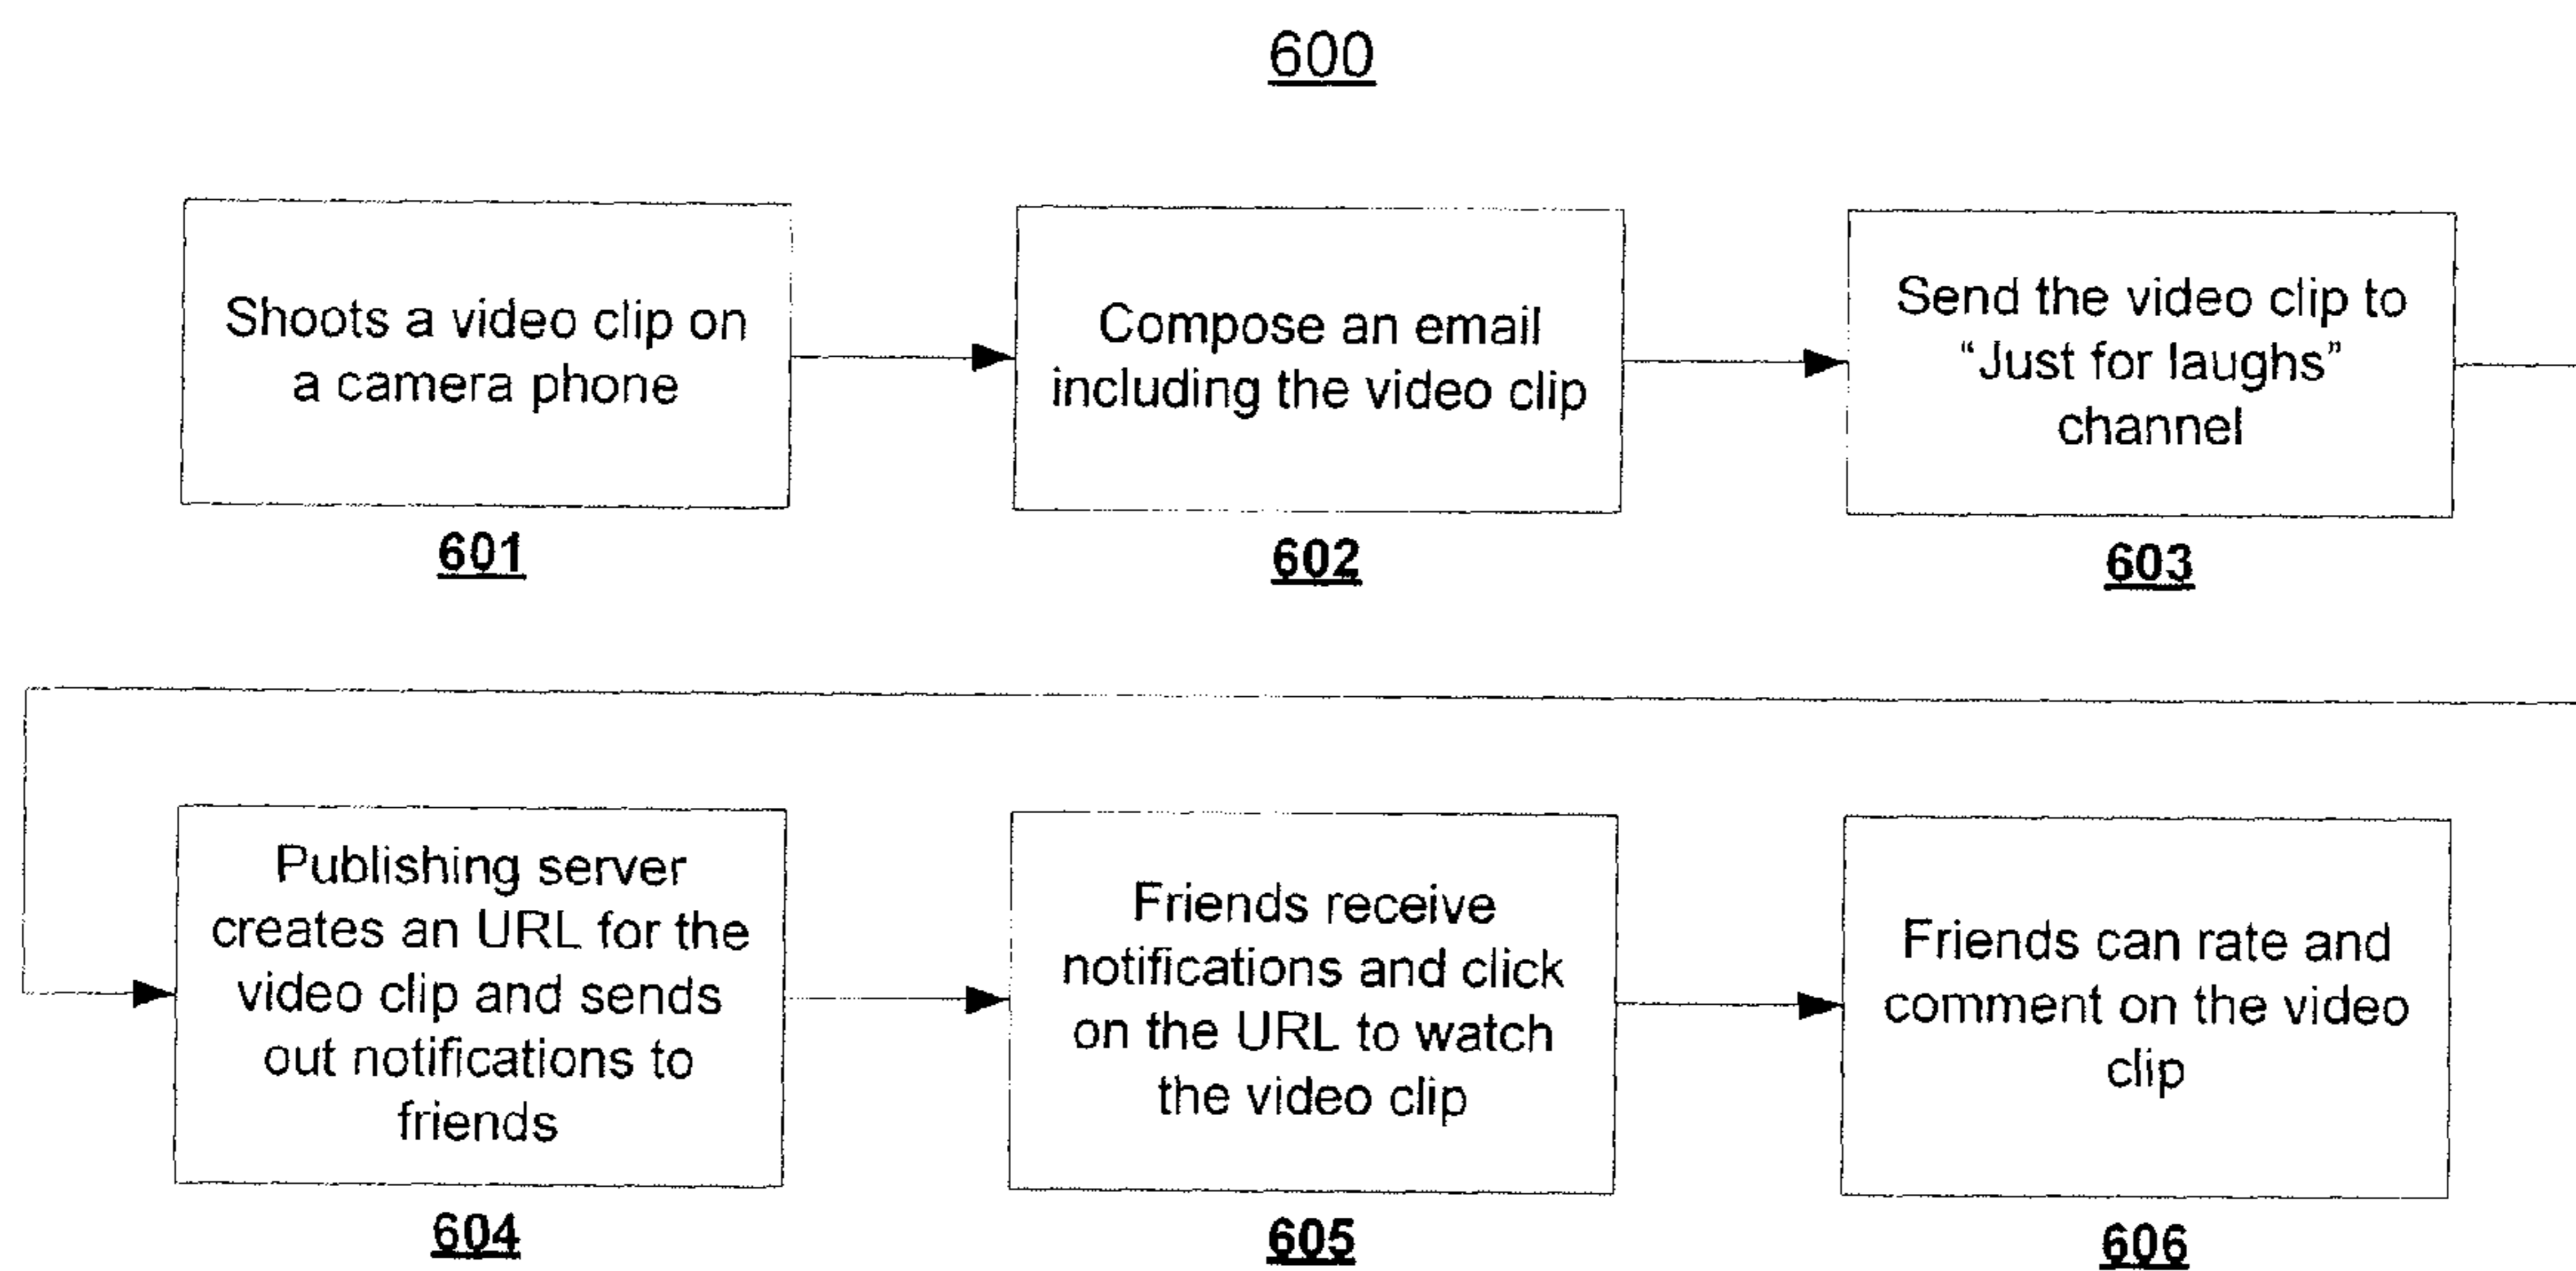 600
Shoots a video clip on
a camera phone
601
Compose an email
including the video clip
602
Send the video clip to
“Just for laughs”
channel
603
Publishing server
creates an URL for the
video clip and sends
out notifications to
friends
604
Friends receive
notifications and click
on the URL to watch
the video clip
605
Friends can rate and
comment on the video
clip
606